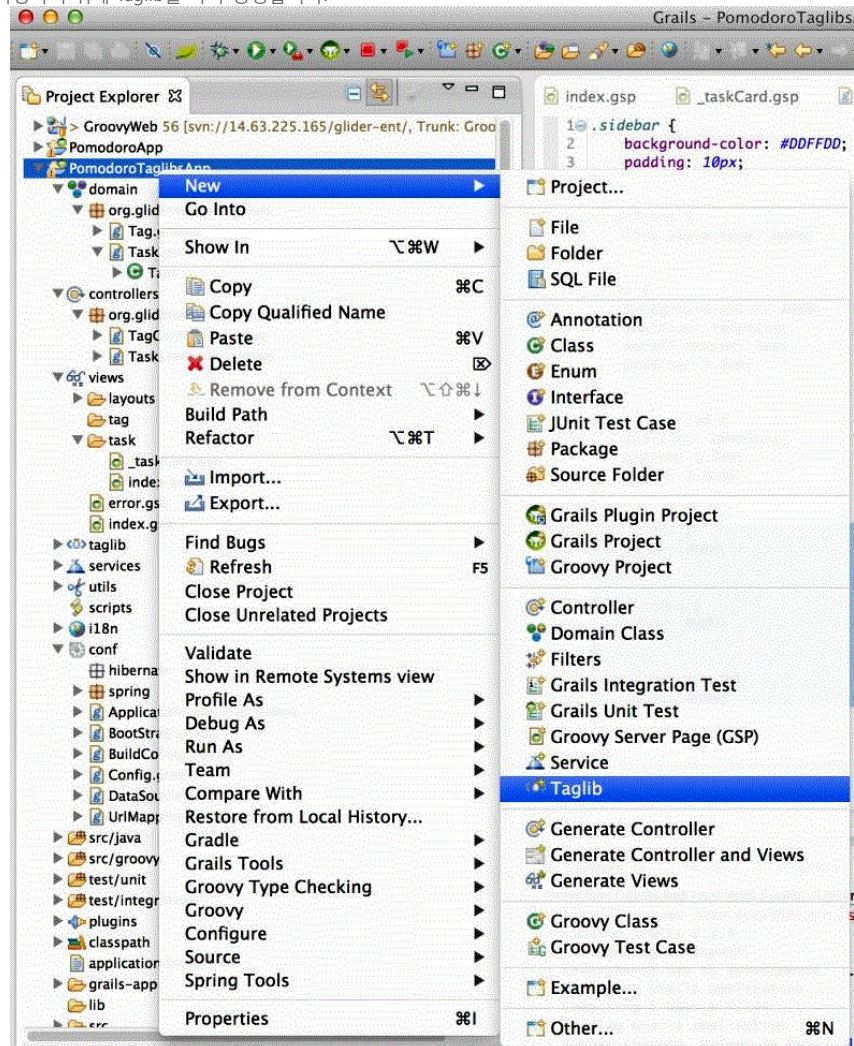 Grails - PomodoroTaglibs
Project Explorer
index.gsp
_taskCard.gsp
> GroovyWeb 56 [svn://14.63.225.165/glider-ent/, Trunk: Groo
PomodoroApp
PomodoroTaglibsApp
domain
org.glid
Tag.
Task
Ta
controllers
org.glid
TagC
Task
views
layouts
tag
task
_task
index
error.gs
index.g
taglib
services
utils
scripts
i18n
conf
hiberna
spring
Applicat
BootStra
BuildCo
Config.g
DataSou
UrlMapp
src/java
src/groovy
test/unit
test/integr
plugins
classpath
application
grails-app
lib
src
1 .sidebar {
2 background-color: #DDFFDD;
3 padding: 10px;
New
Go Into
Show In ⌥⌘W
Copy ⌘C
Copy Qualified Name
Paste ⌘V
Delete ⌦
Remove from Context ⌥⇧⌘↓
Build Path
Refactor ⌥⌘T
Import...
Export...
Find Bugs
Refresh F5
Close Project
Close Unrelated Projects
Validate
Show in Remote Systems view
Profile As
Debug As
Run As
Team
Compare With
Restore from Local History...
Gradle
Grails Tools
Groovy Type Checking
Groovy
Configure
Source
Spring Tools
Properties ⌘I
Project...
File
Folder
SQL File
Annotation
Class
Enum
Interface
JUnit Test Case
Package
Source Folder
Grails Plugin Project
Grails Project
Groovy Project
Controller
Domain Class
Filters
Grails Integration Test
Grails Unit Test
Groovy Server Page (GSP)
Service
Taglib
Generate Controller
Generate Controller and Views
Generate Views
Groovy Class
Groovy Test Case
Example...
Other... ⌘N